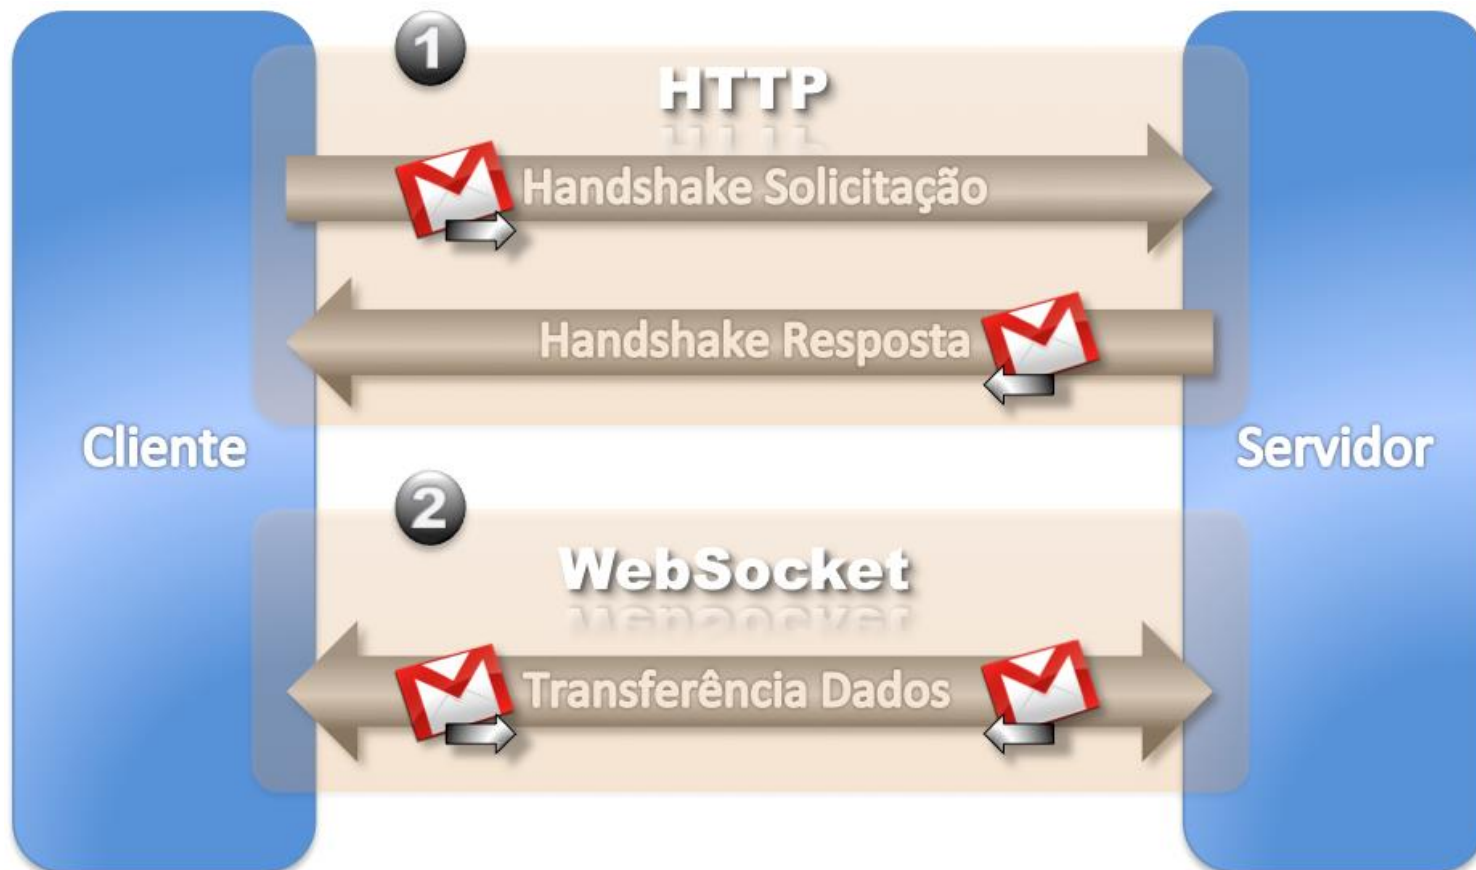 1
HTTP
Handshake Solicitação
Handshake Resposta
Cliente
Servidor
2
WebSocket
Transferência Dados